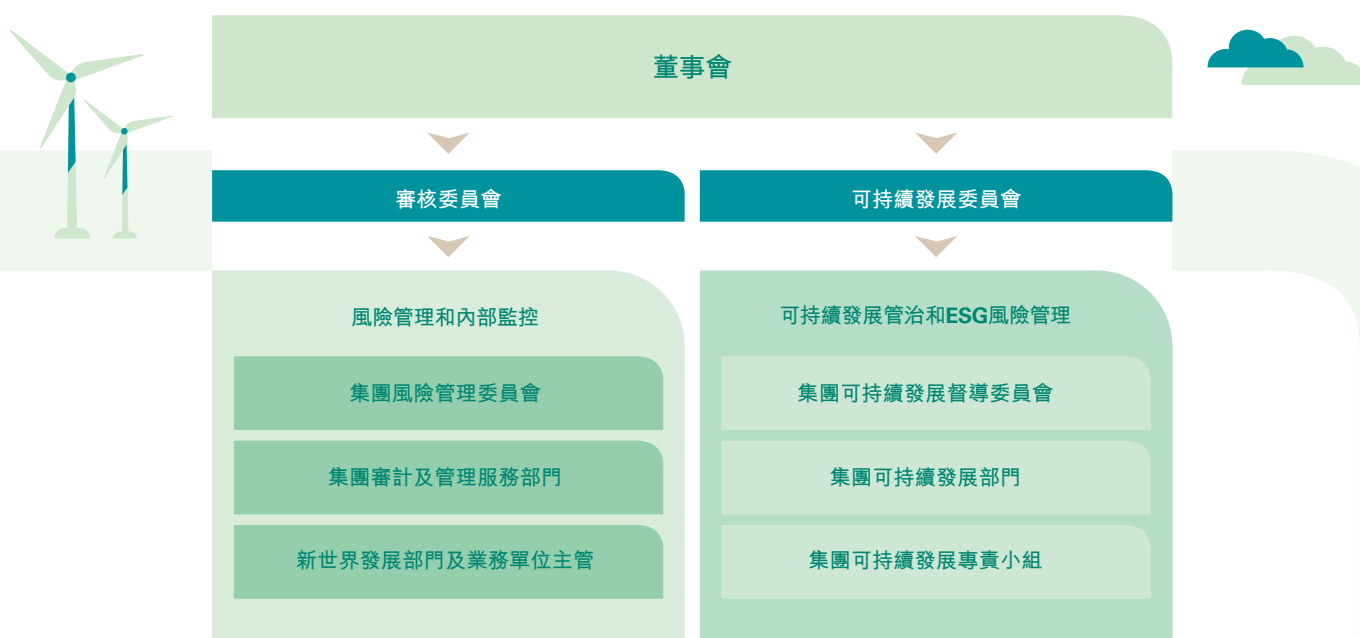 董事會
審核委員會
可持續發展委員會
風險管理和內部監控
集團風險管理委員會
集團審計及管理服務部門
新世界發展部門及業務單位主管
可持續發展管治和ESG風險管理
集團可持續發展督導委員會
集團可持續發展部門
集團可持續發展專責小組